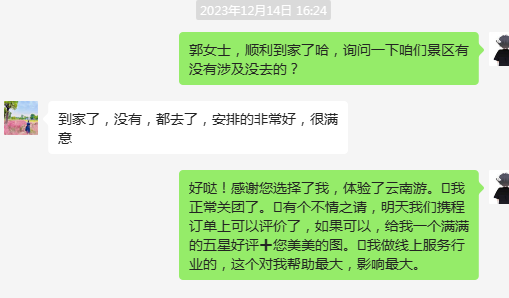 2023年12月14日 16:24
郭女士，顺利到家了哈，询问一下咱们景区有
没有涉及没去的？
到家了，没有，都去了，安排的非常好，很满
意
好哒！感谢您选择了我，体验了云南游。▯我
正常关团了。▯有个不情之请，明天我们携程
订单上可以评价了，如果可以，给我一个满满
的五星好评➕您美美的图。▯我做线上服务行
业的，这个对我帮助最大，影响最大。